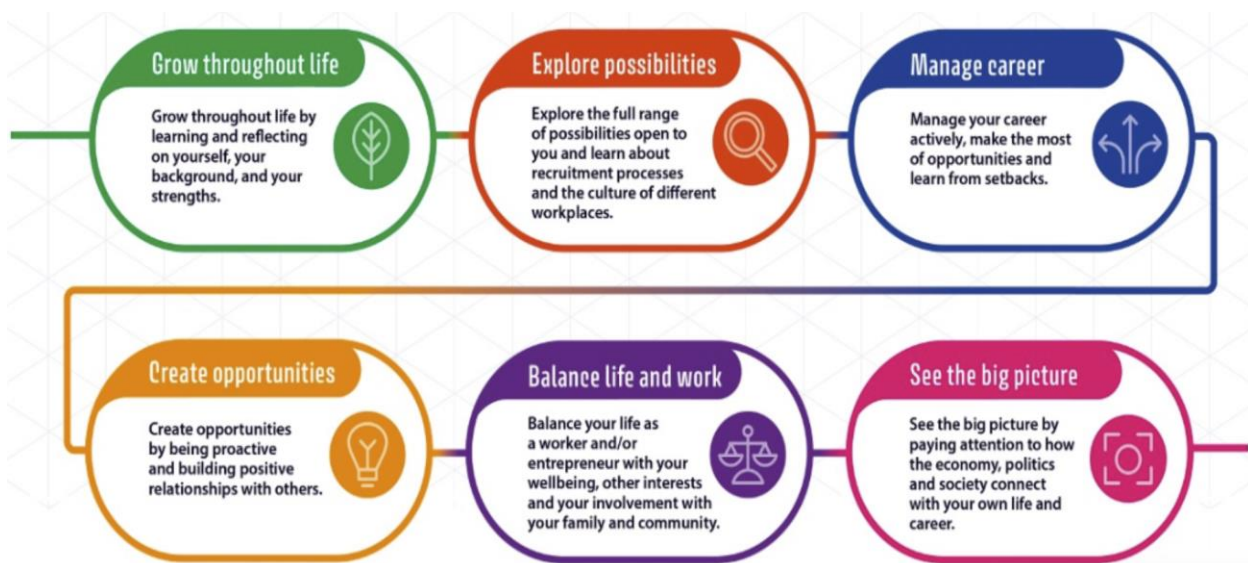 Grow throughout life
Grow throughout life by
learning and reflecting
on yourself, your
background, and your
strengths.
Explore possibilities
Explore the full range
of possibilities open to
you and learn about
recruitment processes
and the culture of different
workplaces.
Manage career
Manage your career
actively, make the most
of opportunities and
learn from setbacks.
Create opportunities
Create opportunities
by being proactive
and building positive
relationships with others.
Balance life and work
Balance your life as
a worker and/or
entrepreneur with your
wellbeing, other interests
and your involvement with
your family and community.
See the big picture
See the big picture by
paying attention to how
the economy, politics
and society connect
with your own life and
career.